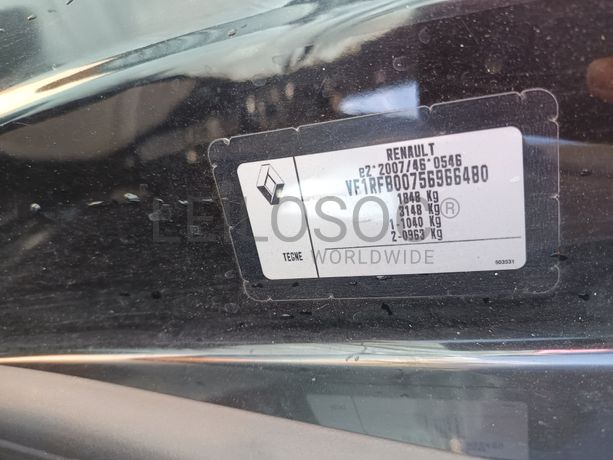 RENAULT
e2*2007/46*0546
VF1RFB00756966480
1848 Kg
3148 Kg
1-1040 Kg
2-0963 Kg
TEGNE
503531
LEILOSOC®
WORLDWIDE